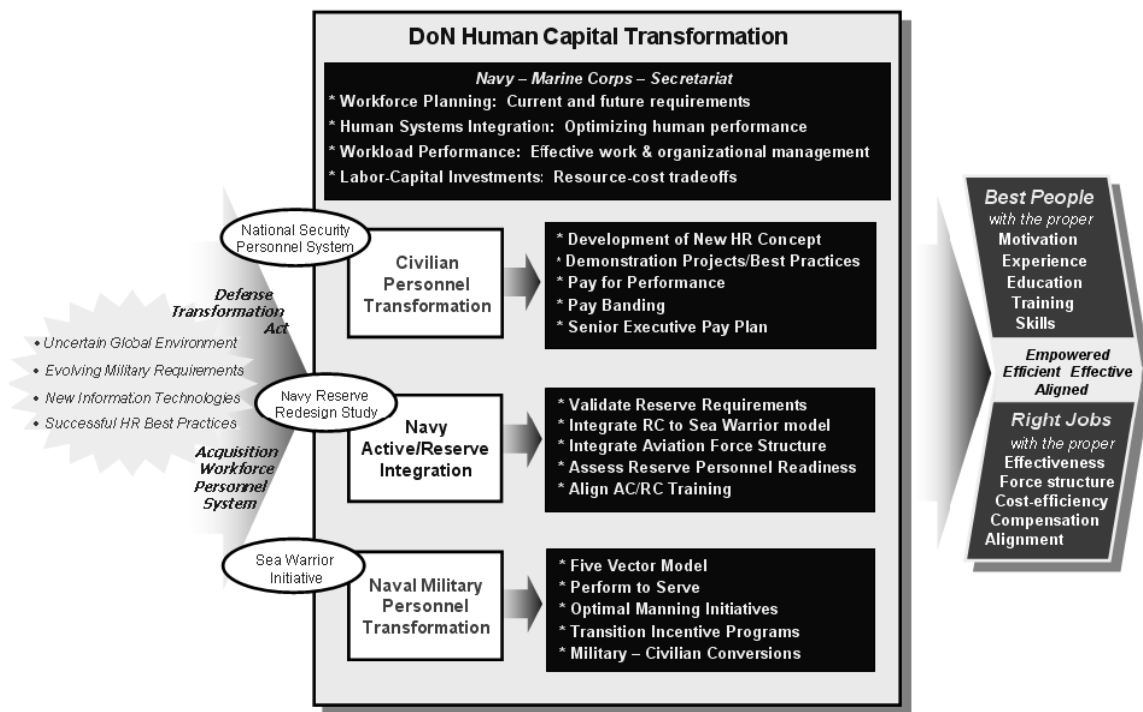 DoN Human Capital Transformation
Navy – Marine Corps – Secretariat
* Workforce Planning: Current and future requirements
* Human Systems Integration: Optimizing human performance
* Workload Performance: Effective work & organizational management
* Labor-Capital Investments: Resource-cost tradeoffs
• Uncertain Global Environment
• Evolving Military Requirements
• New Information Technologies
• Successful HR Best Practices
Defense
Transformation
Act
Acquisition
Workforce
Personnel
System
National Security
Personnel System
Civilian
Personnel
Transformation
* Development of New HR Concept
* Demonstration Projects/Best Practices
* Pay for Performance
* Pay Banding
* Senior Executive Pay Plan
Navy Reserve
Redesign Study
Navy
Active/Reserve
Integration
* Validate Reserve Requirements
* Integrate RC to Sea Warrior model
* Integrate Aviation Force Structure
* Assess Reserve Personnel Readiness
* Align AC/RC Training
Sea Warrior
Initiative
Naval Military
Personnel
Transformation
* Five Vector Model
* Perform to Serve
* Optimal Manning Initiatives
* Transition Incentive Programs
* Military – Civilian Conversions
Best People
with the proper
Motivation
Experience
Education
Training
Skills
Empowered
Efficient Effective
Aligned
Right Jobs
with the proper
Effectiveness
Force structure
Cost-efficiency
Compensation
Alignment